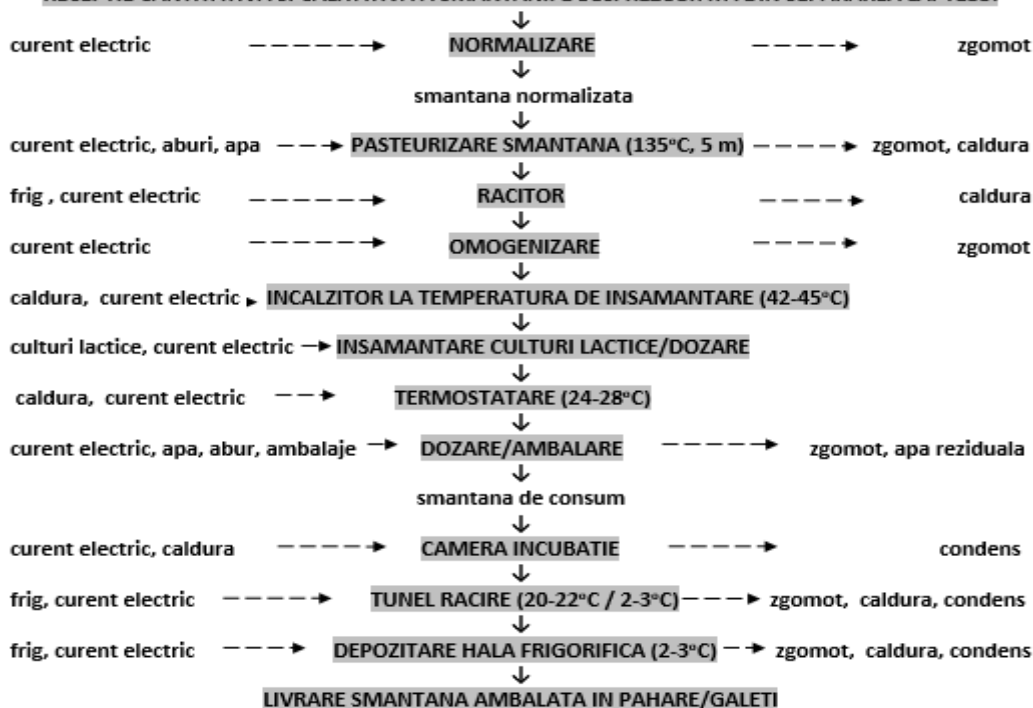 curent electric NORMALIZARE zgomot
smantana normalizata
curent electric, aburi, apa PASTEURIZARE SMANTANA (135°C, 5 m) zgomot, caldura
frig , curent electric RACITOR caldura
curent electric OMOGENIZARE zgomot
caldura, curent electric INCALZITOR LA TEMPERATURA DE INSAMANTARE (42-45°C)
culturi lactice, curent electric INSAMANTARE CULTURI LACTICE/DOZARE
caldura, curent electric TERMOSTATARE (24-28°C)
curent electric, apa, abur, ambalaje DOZARE/AMBALARE zgomot, apa reziduala
smantana de consum
curent electric, caldura CAMERA INCUBATIE condens
frig, curent electric TUNEL RACIRE (20-22°C / 2-3°C) zgomot, caldura, condens
frig, curent electric DEPOZITARE HALA FRIGORIFICA (2-3°C) zgomot, caldura, condens
LIVRARE SMANTANA AMBALATA IN PAHARE/GALETI